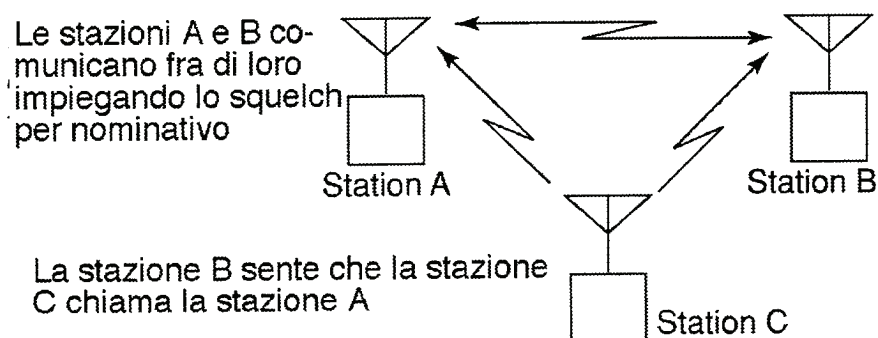 Le stazioni A e B co-
municano fra di loro
impiegando lo squelch
per nominativo
Station A
Station B
La stazione B sente che la stazione
C chiama la stazione A
Station C